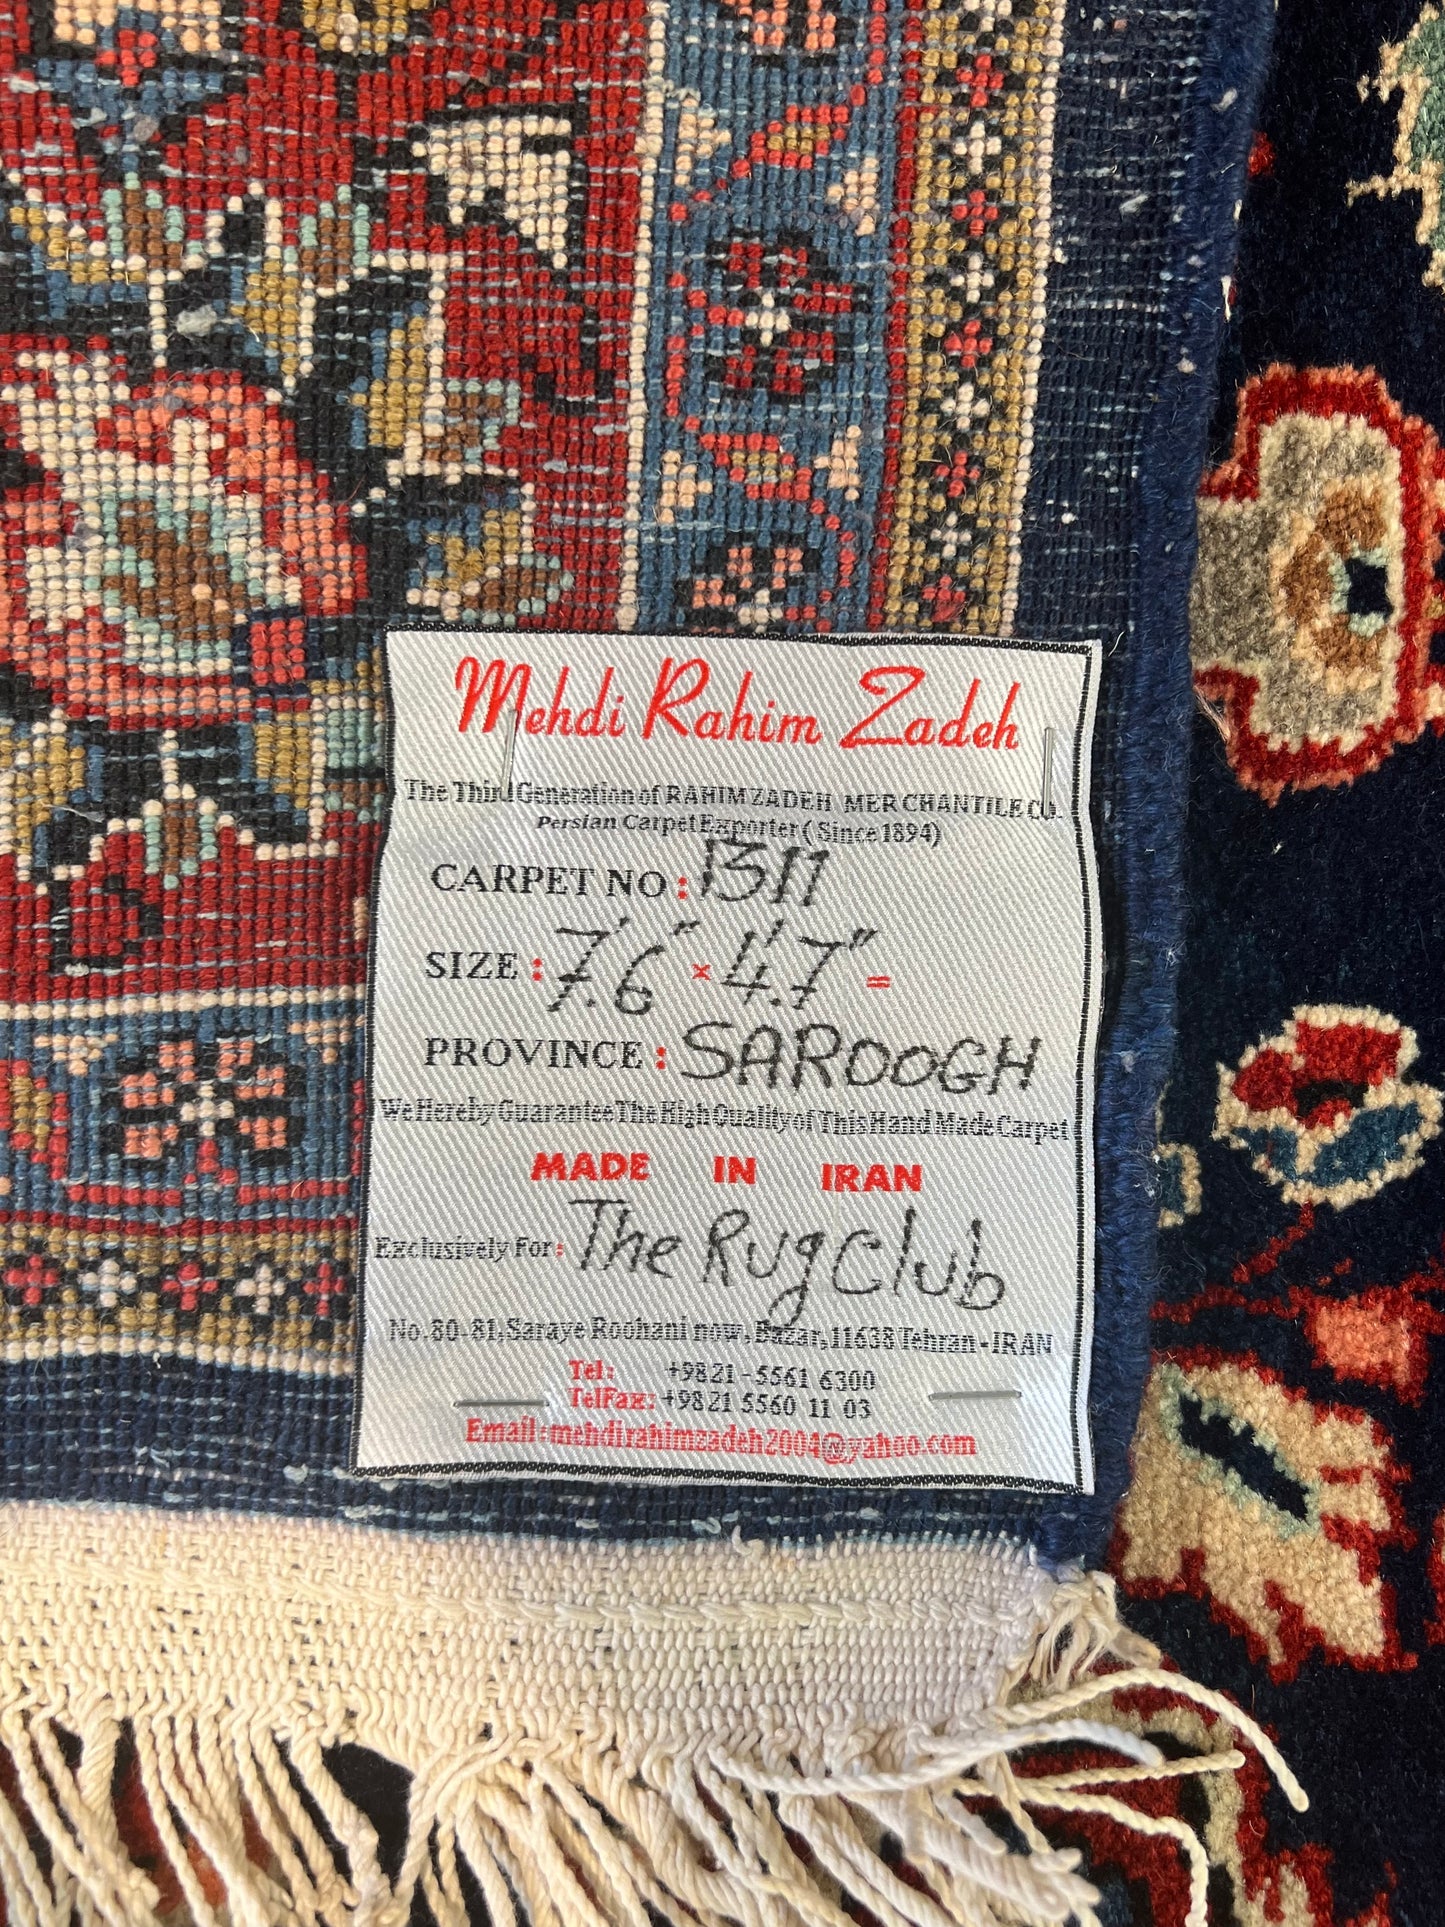 Mehdi Rahim Zadeh
The Third Generation of RAHIMZADEH MERCHANTILE CO.
Persian Carpet Exporter ( Since 1894)
CARPET NO : 1311
SIZE : 7'.6" × 4'.7" =
PROVINCE : SAROOGH
We Hereby Guarantee The High Quality of This Hand Made Carpet
MADE IN IRAN
Exclusively For: The Rug Club
No.80-81, Saraye Roohani now, Bazar, 11638 Tehran - IRAN
Tel: +9821 - 5561 6300
TelFax: +9821 5560 11 03
Email:mehdirahimzadeh2004@yahoo.com